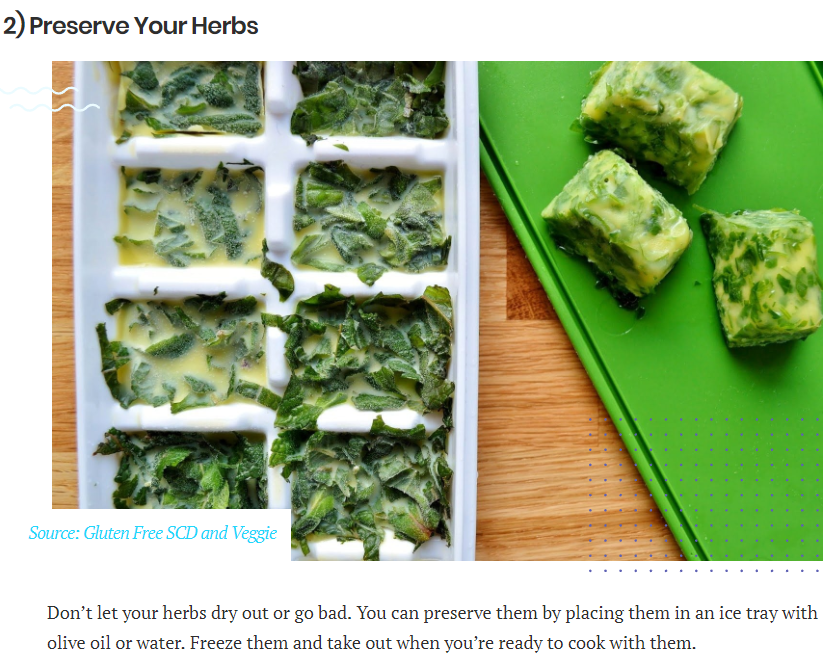 2) Preserve Your Herbs
Source: Gluten Free SCD and Veggie
Don’t let your herbs dry out or go bad. You can preserve them by placing them in an ice tray with
olive oil or water. Freeze them and take out when you’re ready to cook with them.